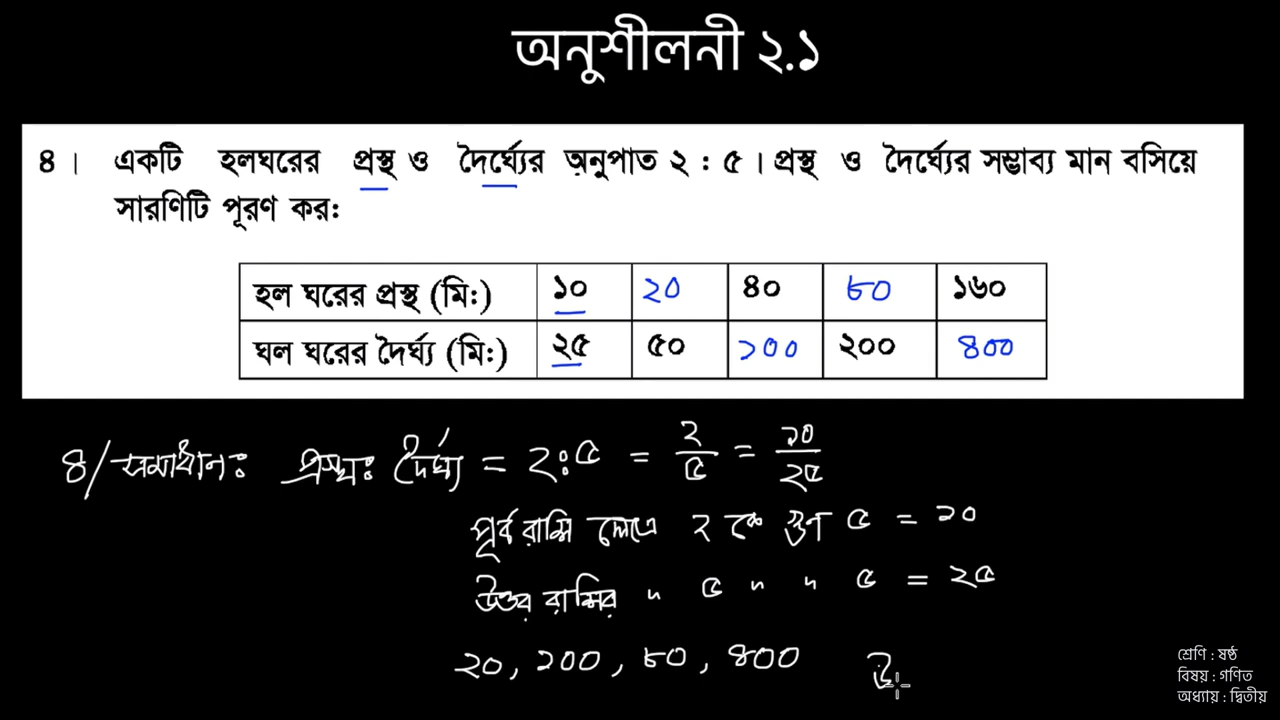 অনুশীলনী ২.১
৪। একটি হলঘরের প্রস্থ ও দৈর্ঘ্যের অনুপাত ২ : ৫। প্রস্থ ও দৈর্ঘ্যের সম্ভাব্য মান বসিয়ে
সারণিটি পূরণ কর:
হল ঘরের প্রস্থ (মি:) ১০ ২০ ৪০ ৮০ ১৬০
ঘল ঘরের দৈর্ঘ্য (মি:) ২৫ ৫০ ১০০ ২০০ ৪০০
৪/ সমাধান: প্রস্থ: দৈর্ঘ্য = ২:৫ = ২/৫ = ১০/২৫
পূর্ব রাশি পেতে ২ কে গুণ ৫ = ১০
উত্তর রাশির " ৫ " " ৫ = ২৫
২০, ১০০, ৮০, ৪০০ উ
শ্রেণি : ষষ্ঠ
বিষয় : গণিত
অধ্যায় : দ্বিতীয়